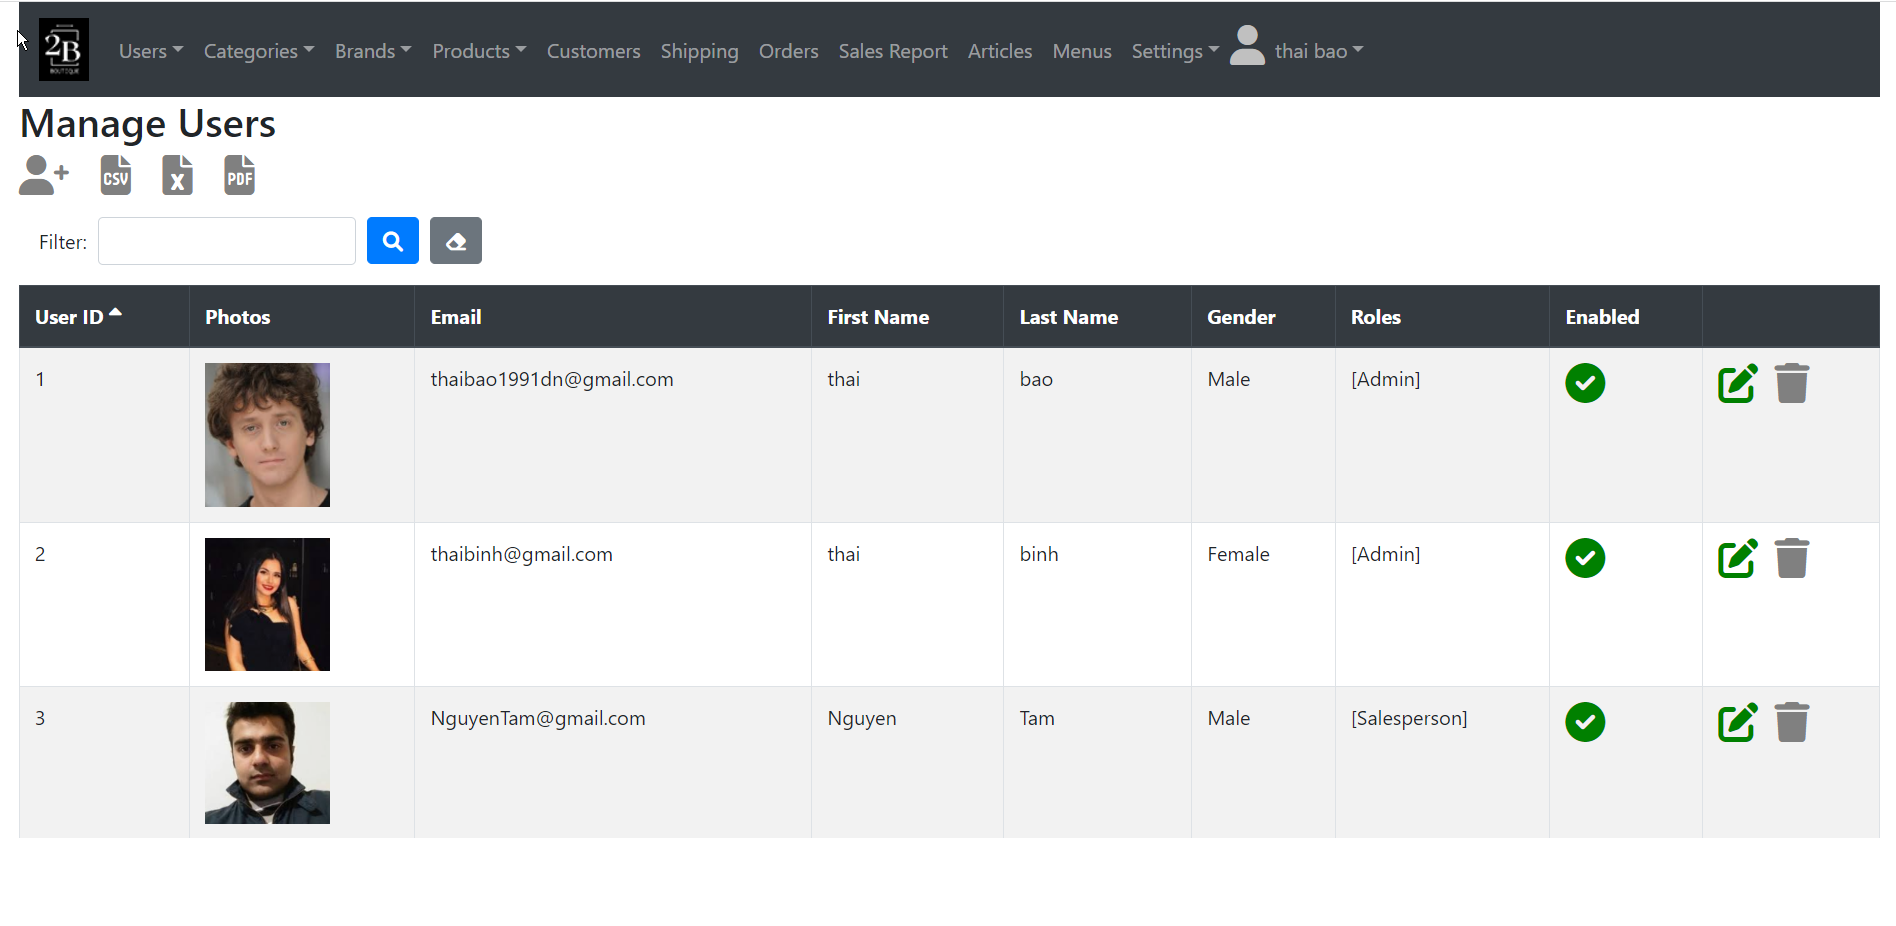 2B
BOUTIQUE
Users Categories Brands Products Customers Shipping Orders Sales Report Articles Menus Settings thai bao
Manage Users
+ CSV X PDF
Filter:
User ID Photos Email First Name Last Name Gender Roles Enabled
1 thaibao1991dn@gmail.com thai bao Male [Admin]
2 thaibinh@gmail.com thai binh Female [Admin]
3 NguyenTam@gmail.com Nguyen Tam Male [Salesperson]